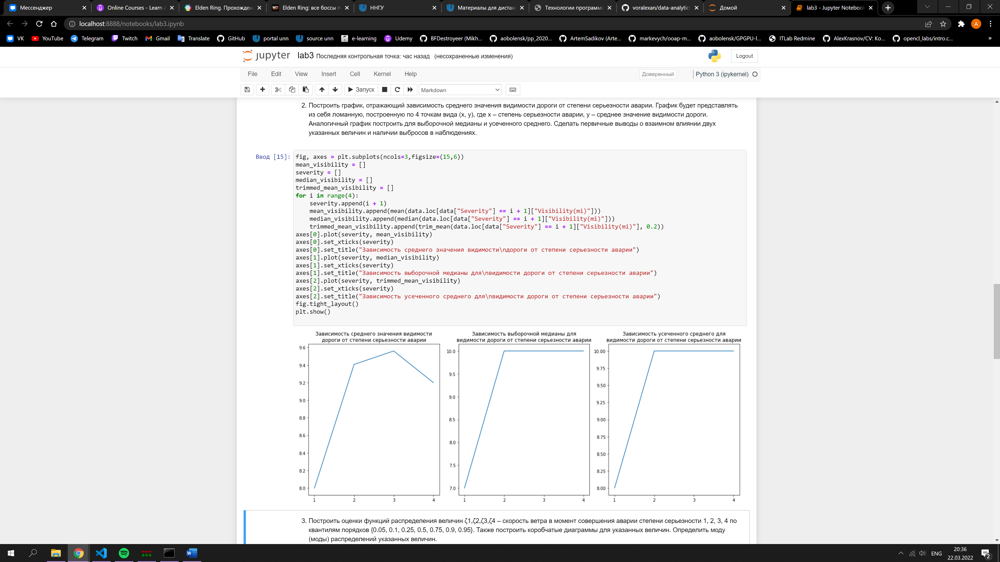 Мессенджер
Online Courses - Learn A
Elden Ring. Прохожден
Elden Ring: все боссы п
ННГУ
Материалы для дистан
Технологии программи
voralexan/data-analytics
Домой
lab3 - Jupyter Notebook
localhost:8888/notebooks/lab3.ipynb
A
VK
YouTube
Telegram
Twitch
Gmail
Translate
GitHub
portal unn
source unn
e-learning
Udemy
BFDestroyeer (Mikh...
aobolensk/pp_2020...
ArtemSadikov (Arte...
markevych/ooap-m...
aobolensk/GPGPU-l...
ITLab Redmine
AlexKrasnov/CV: Ko...
opencl_labs/intro.c...
»
jupyter lab3 Последняя контрольная точка: час назад (несохраненные изменения)
Logout
File Edit View Insert Cell Kernel Help
Доверенный
Python 3 (ipykernel)
Запуск
Markdown
2. Построить график, отражающий зависимость среднего значения видимости дороги от степени серьезности аварии. График будет представлять
из себя ломанную, построенную по 4 точкам вида (x, y), где x – степень серьезности аварии, y – среднее значение видимости дороги.
Аналогичный график построить для выборочной медианы и усеченного среднего. Сделать первичные выводы о взаимном влиянии двух
указанных величин и наличии выбросов в наблюдениях.
Ввод [15]:
fig, axes = plt.subplots(ncols=3,figsize=(15,6))
mean_visibility = []
severity = []
median_visibility = []
trimmed_mean_visibility = []
for i in range(4):
    severity.append(i + 1)
    mean_visibility.append(mean(data.loc[data["Severity"] == i + 1]["Visibility(mi)"]))
    median_visibility.append(median(data.loc[data["Severity"] == i + 1]["Visibility(mi)"]))
    trimmed_mean_visibility.append(trim_mean(data.loc[data["Severity"] == i + 1]["Visibility(mi)"], 0.2))
axes[0].plot(severity, mean_visibility)
axes[0].set_xticks(severity)
axes[0].set_title("Зависимость среднего значения видимости\nдороги от степени серьезности аварии")
axes[1].plot(severity, median_visibility)
axes[1].set_xticks(severity)
axes[1].set_title("Зависимость выборочной медианы для\nвидимости дороги от степени серьезности аварии")
axes[2].plot(severity, trimmed_mean_visibility)
axes[2].set_xticks(severity)
axes[2].set_title("Зависимость усеченного среднего для\nвидимости дороги от степени серьезности аварии")
fig.tight_layout()
plt.show()
Зависимость среднего значения видимости
дороги от степени серьезности аварии
9.6
9.4
9.2
9.0
8.8
8.6
8.4
8.2
8.0
1 2 3 4
Зависимость выборочной медианы для
видимости дороги от степени серьезности аварии
10.0
9.5
9.0
8.5
8.0
7.5
7.0
1 2 3 4
Зависимость усеченного среднего для
видимости дороги от степени серьезности аварии
10.00
9.75
9.50
9.25
9.00
8.75
8.50
8.25
8.00
1 2 3 4
3. Построить оценки функций распределения величин ζ1,ζ2,ζ3,ζ4 – скорость ветра в момент совершения аварии степени серьезности 1, 2, 3, 4 по
квантилям порядков {0.05, 0.1, 0.25, 0.5, 0.75, 0.9, 0.95}. Также построить коробчатые диаграммы для указанных величин. Определить моду
(моды) распределений указанных величин.
ENG
20:36
22.03.2022
2